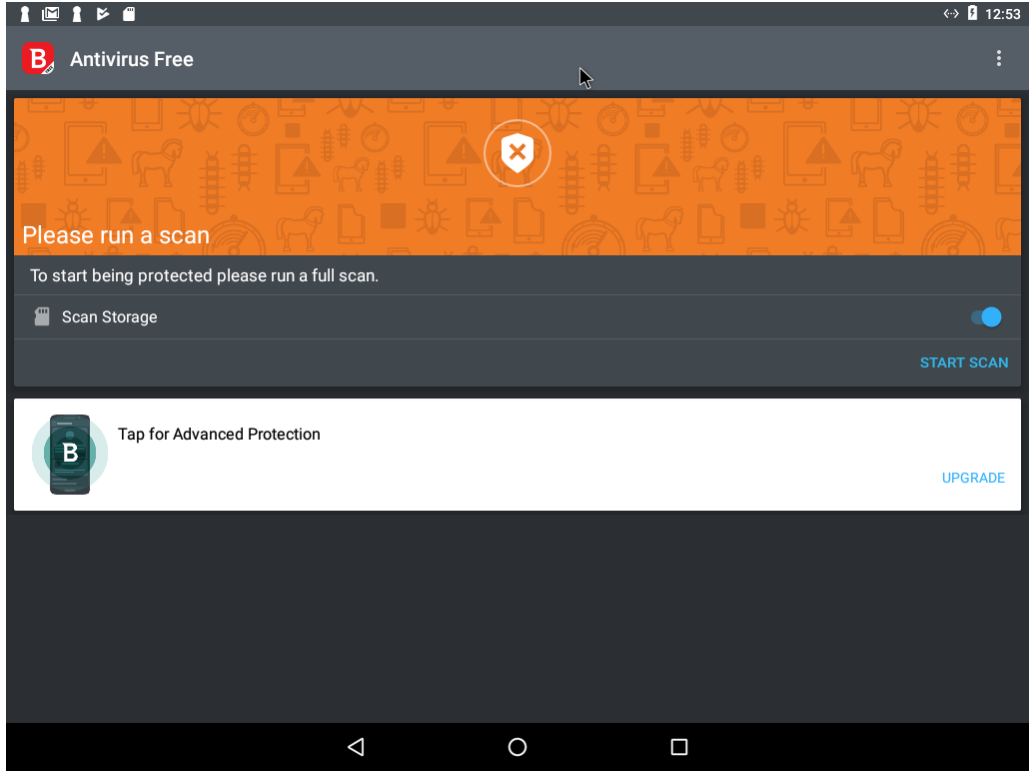 12:53
B Antivirus Free
Please run a scan
To start being protected please run a full scan.
Scan Storage
START SCAN
Tap for Advanced Protection
B
UPGRADE